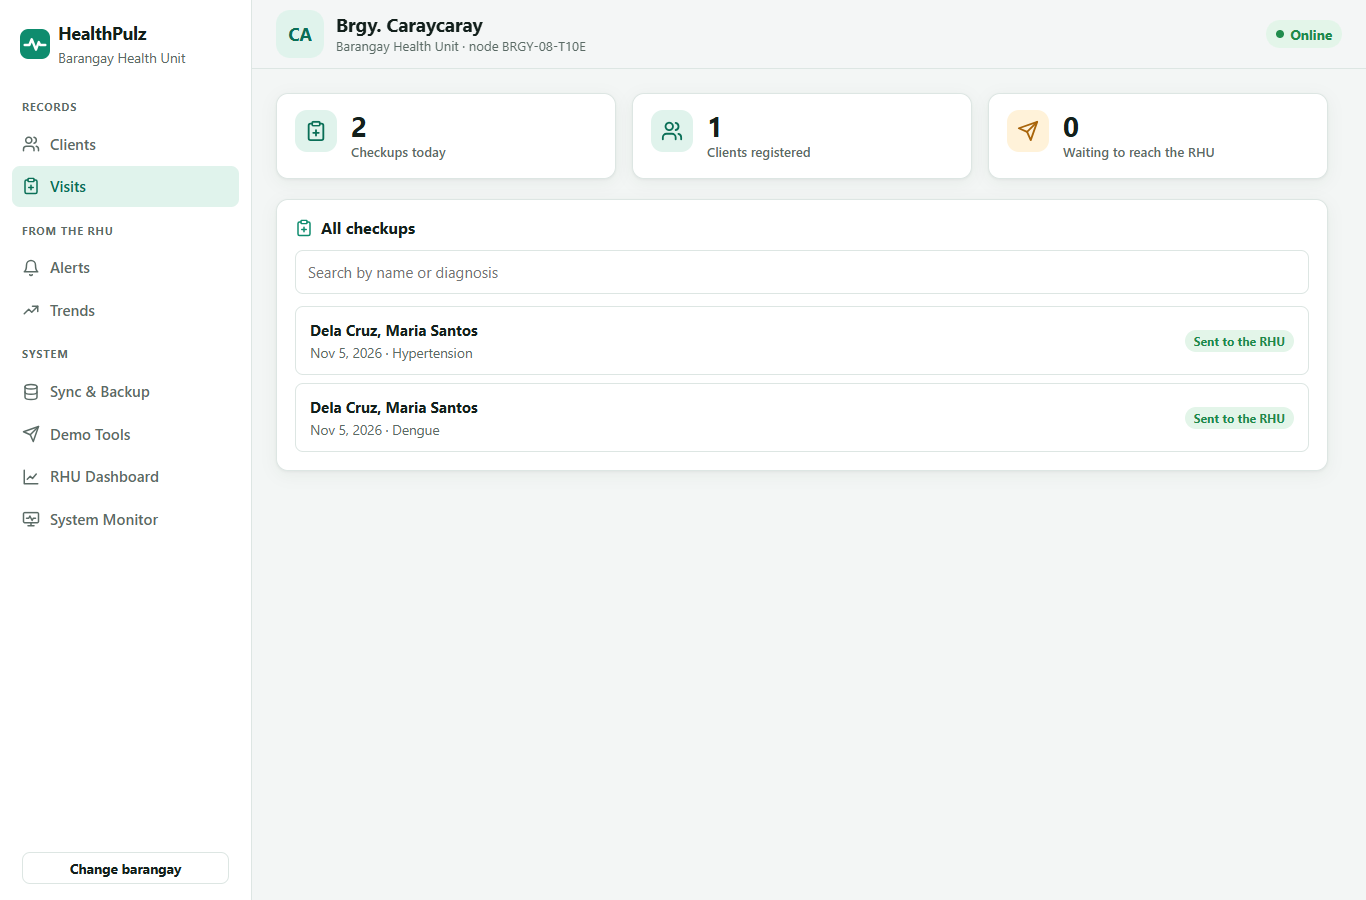 HealthPulz
Barangay Health Unit
RECORDS
Clients
Visits
FROM THE RHU
Alerts
Trends
SYSTEM
Sync & Backup
Demo Tools
RHU Dashboard
System Monitor
Change barangay
CA
Brgy. Caraycaray
Barangay Health Unit · node BRGY-08-T10E
Online
2
Checkups today
1
Clients registered
0
Waiting to reach the RHU
All checkups
Search by name or diagnosis
Dela Cruz, Maria Santos
Nov 5, 2026 · Hypertension
Sent to the RHU
Dela Cruz, Maria Santos
Nov 5, 2026 · Dengue
Sent to the RHU